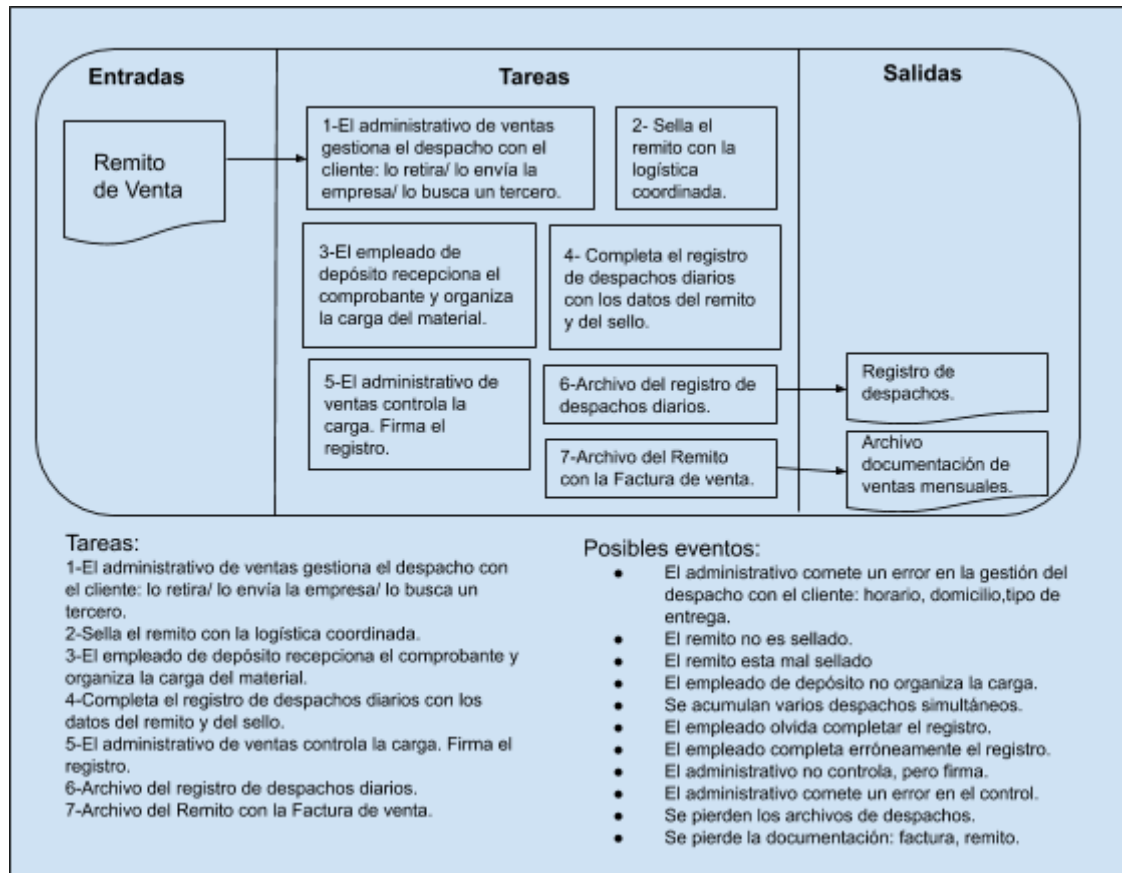 Entradas
Tareas
Salidas
Remito
de Venta
1-El administrativo de ventas
gestiona el despacho con el
cliente: lo retira/ lo envía la
empresa/ lo busca un tercero.
2- Sella el
remito con la
logística
coordinada.
3-El empleado de
depósito recepciona el
comprobante y organiza
la carga del material.
4- Completa el registro
de despachos diarios
con los datos del remito
y del sello.
5-El administrativo de
ventas controla la
carga. Firma el
registro.
6-Archivo del registro de
despachos diarios.
7-Archivo del Remito
con la Factura de venta.
Registro de
despachos.
Archivo
documentación de
ventas mensuales.
Tareas:
1-El administrativo de ventas gestiona el despacho con
el cliente: lo retira/ lo envía la empresa/ lo busca un
tercero.
2-Sella el remito con la logística coordinada.
3-El empleado de depósito recepciona el comprobante y
organiza la carga del material.
4-Completa el registro de despachos diarios con los
datos del remito y del sello.
5-El administrativo de ventas controla la carga. Firma el
registro.
6-Archivo del registro de despachos diarios.
7-Archivo del Remito con la Factura de venta.
Posibles eventos:
● El administrativo comete un error en la gestión del
despacho con el cliente: horario, domicilio,tipo de
entrega.
● El remito no es sellado.
● El remito esta mal sellado
● El empleado de depósito no organiza la carga.
● Se acumulan varios despachos simultáneos.
● El empleado olvida completar el registro.
● El empleado completa erróneamente el registro.
● El administrativo no controla, pero firma.
● El administrativo comete un error en el control.
● Se pierden los archivos de despachos.
● Se pierde la documentación: factura, remito.